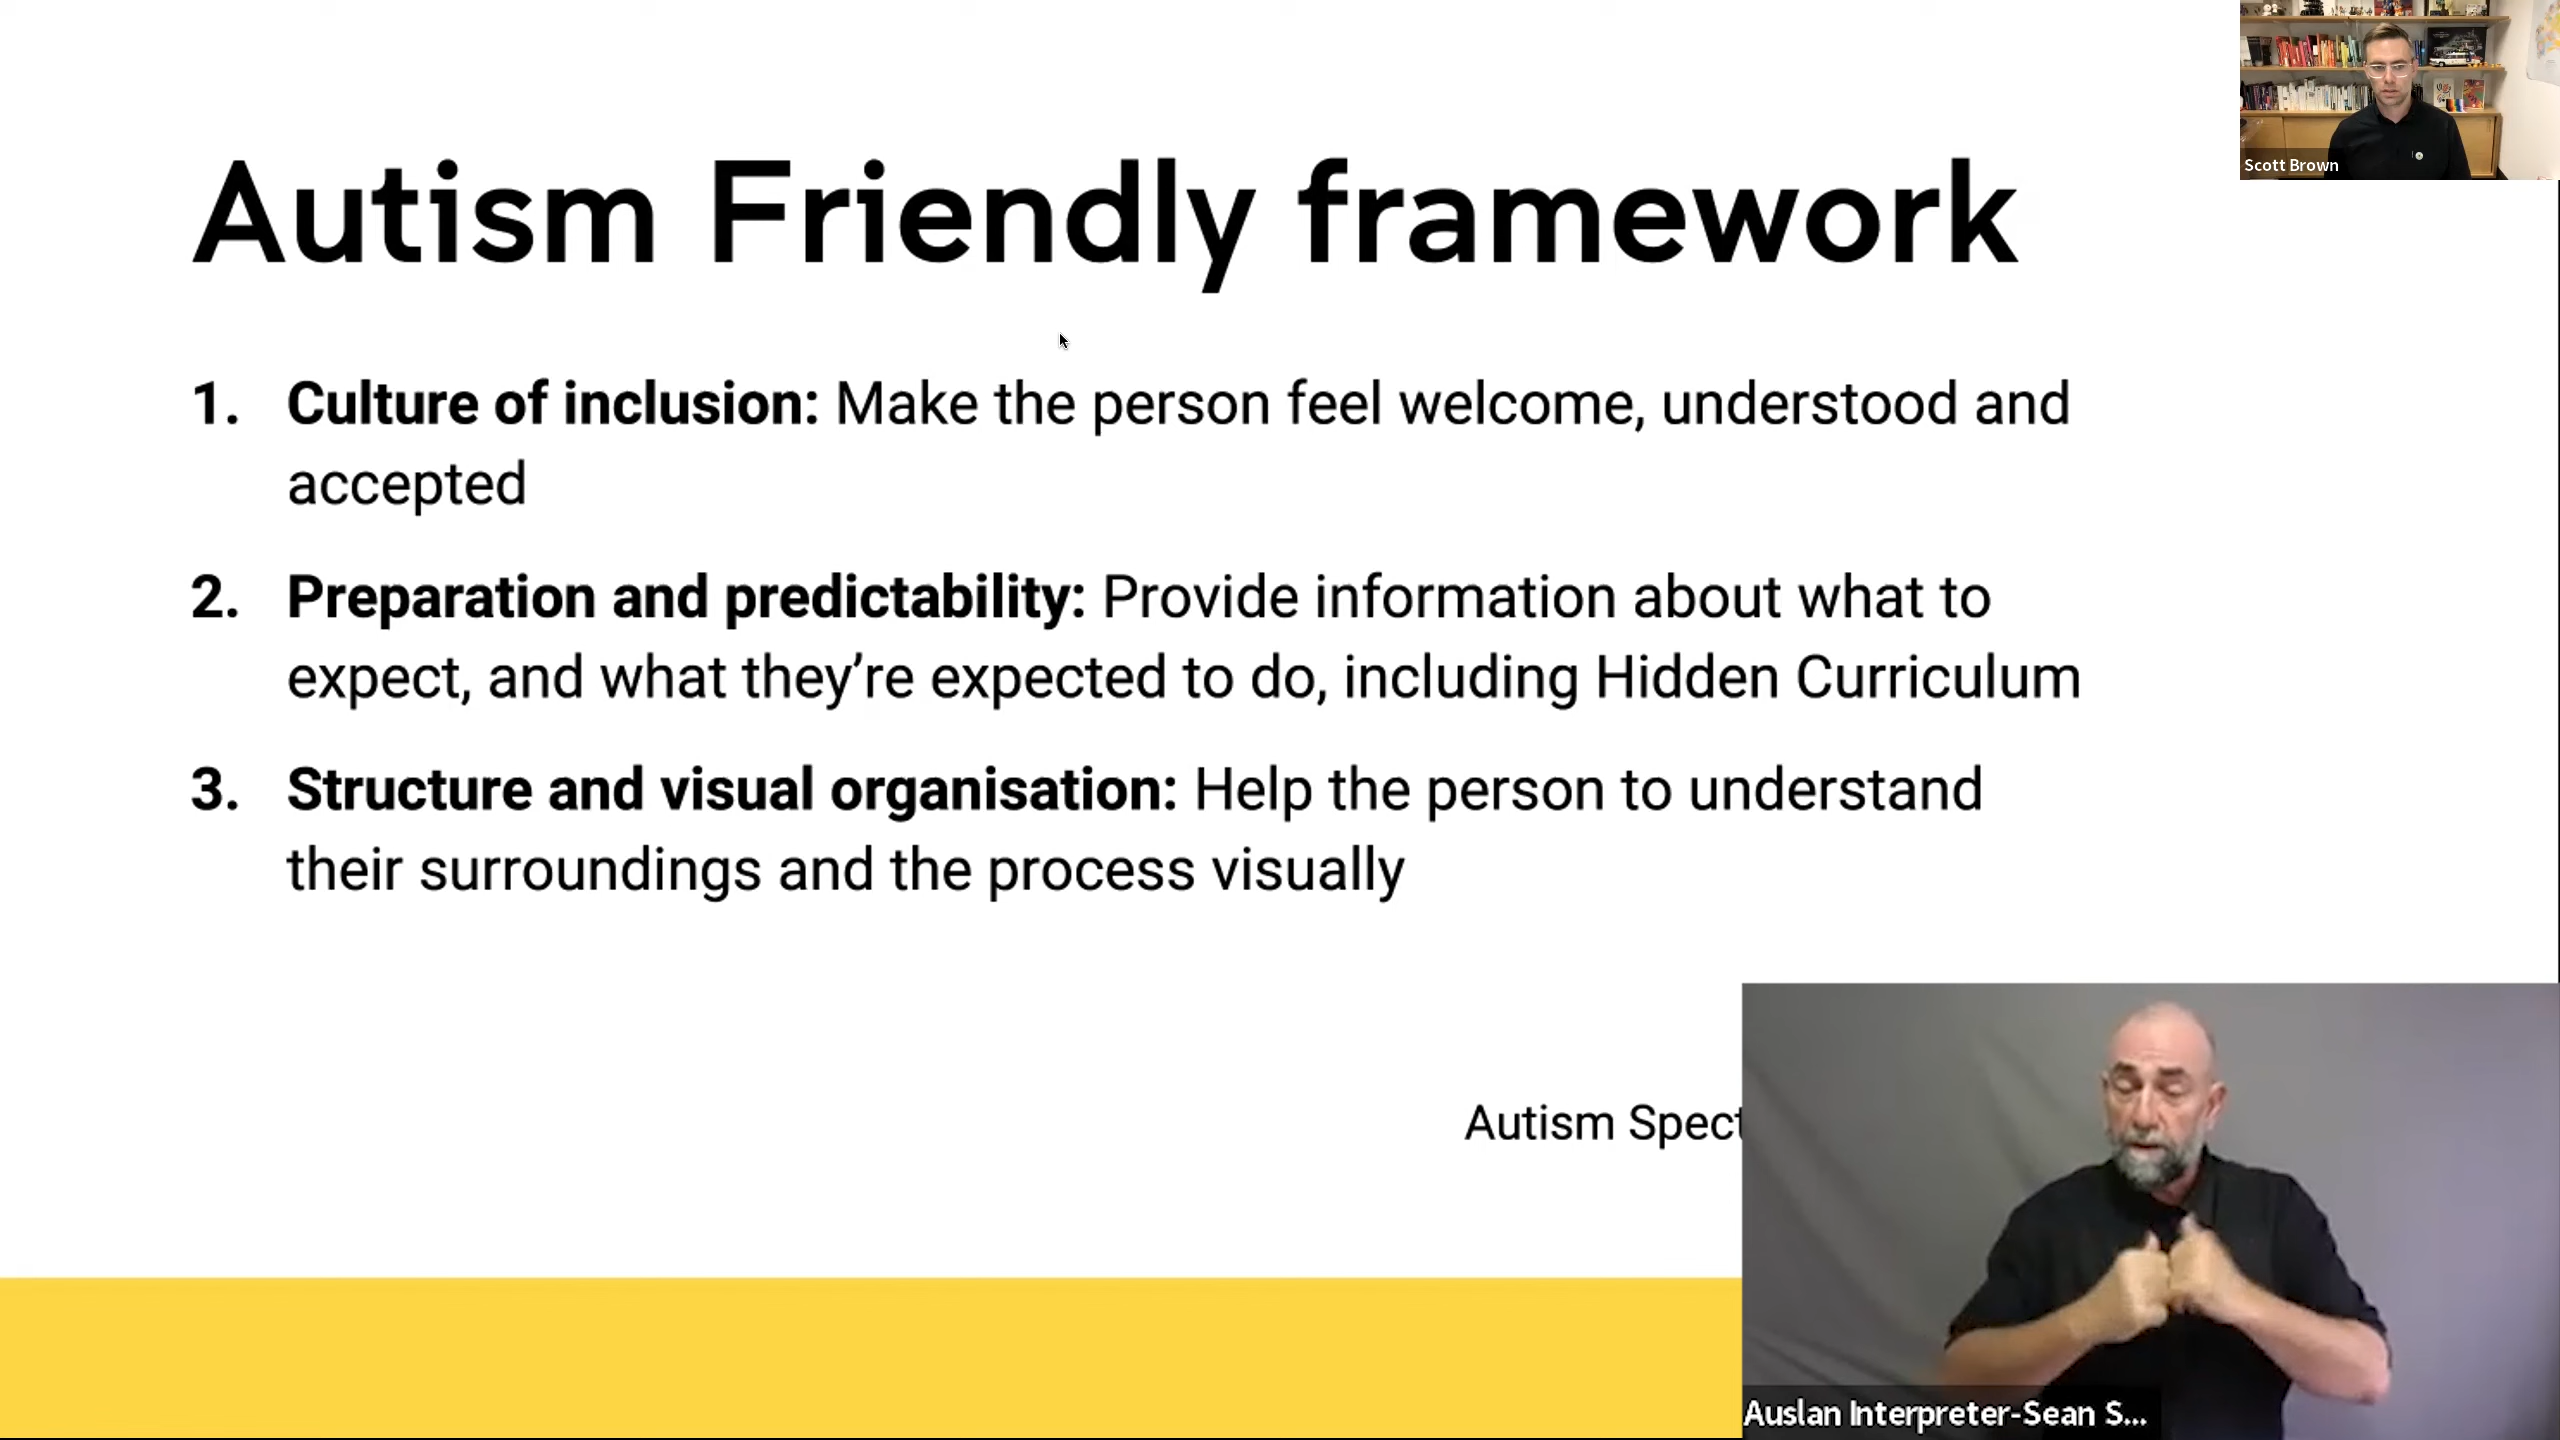 Autism Friendly framework
1. Culture of inclusion: Make the person feel welcome, understood and
accepted
2. Preparation and predictability: Provide information about what to
expect, and what they’re expected to do, including Hidden Curriculum
3. Structure and visual organisation: Help the person to understand
their surroundings and the process visually
Autism Spect
Scott Brown
Auslan Interpreter-Sean S...